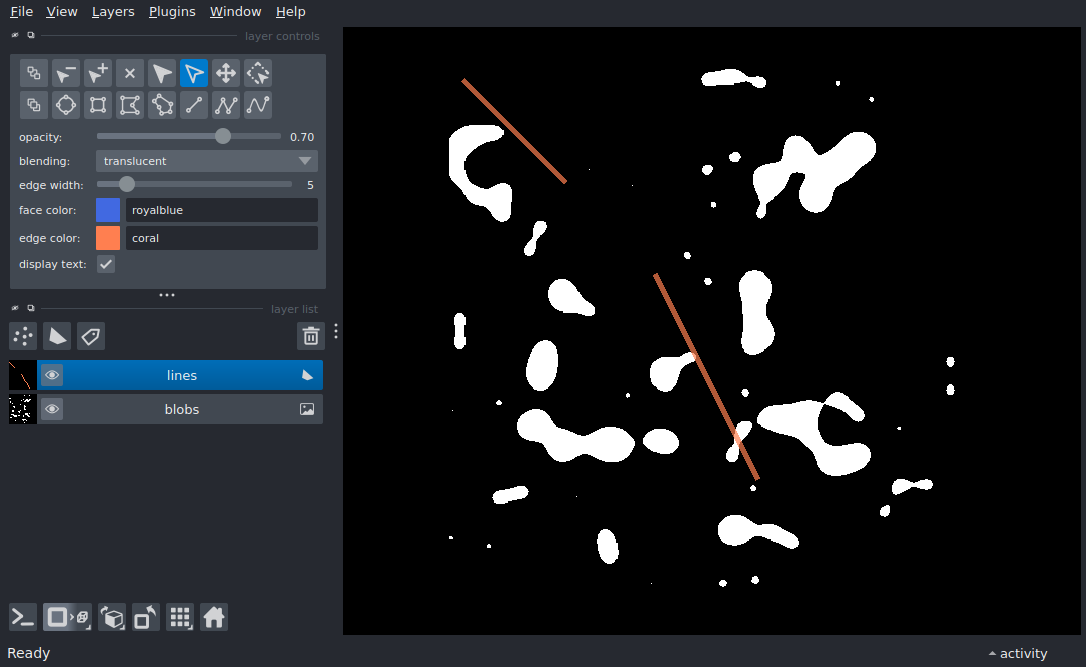 File View Layers Plugins Window Help
layer controls
opacity: 0.70
blending: translucent
edge width: 5
face color: royalblue
edge color: coral
display text:
layer list
lines
blobs
Ready
activity